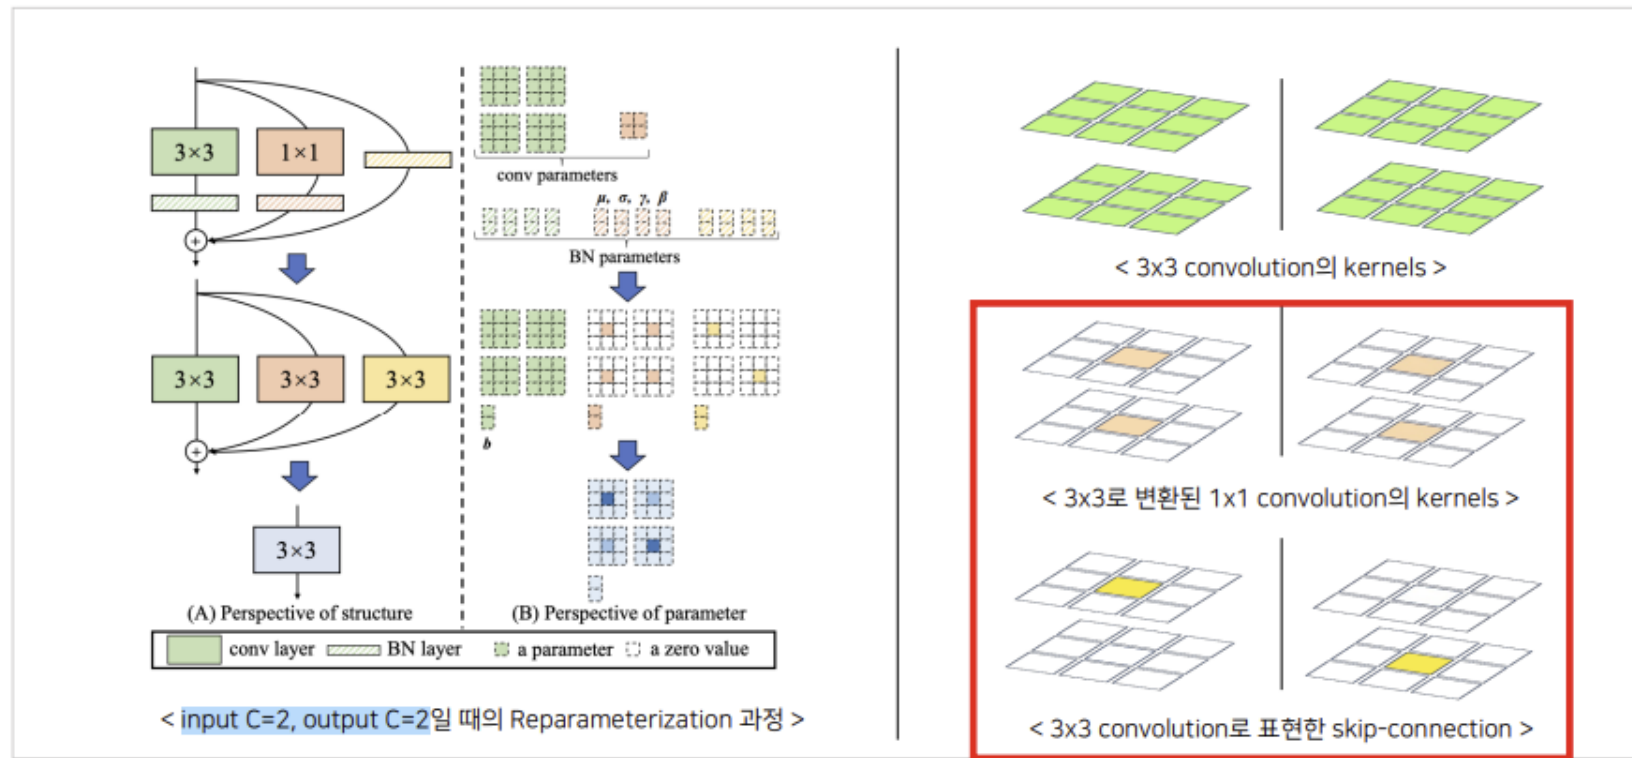 3×3
1×1
+
3×3
3×3
3×3
+
3×3
(A) Perspective of structure
conv parameters
μ, σ, γ, β
BN parameters
b
(B) Perspective of parameter
conv layer
BN layer
a parameter
a zero value
< input C=2, output C=2일 때의 Reparameterization 과정 >
< 3x3 convolution의 kernels >
< 3x3로 변환된 1x1 convolution의 kernels >
< 3x3 convolution로 표현한 skip-connection >